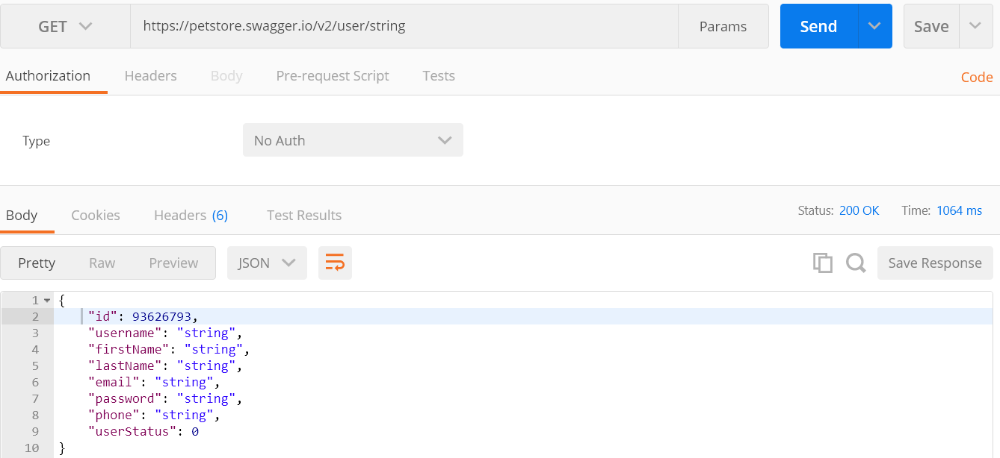 GET https://petstore.swagger.io/v2/user/string Params Send Save
Authorization Headers Body Pre-request Script Tests Code
Type No Auth
Body Cookies Headers (6) Test Results Status: 200 OK Time: 1064 ms
Pretty Raw Preview JSON Save Response
1 {
2 "id": 93626793,
3 "username": "string",
4 "firstName": "string",
5 "lastName": "string",
6 "email": "string",
7 "password": "string",
8 "phone": "string",
9 "userStatus": 0
10 }